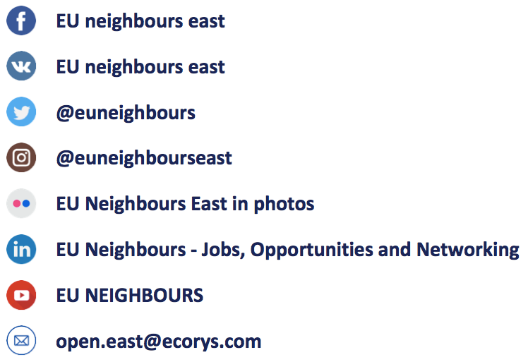 EU neighbours east
EU neighbours east
@euneighbours
@euneighbourseast
EU Neighbours East in photos
EU Neighbours - Jobs, Opportunities and Networking
EU NEIGHBOURS
open.east@ecorys.com